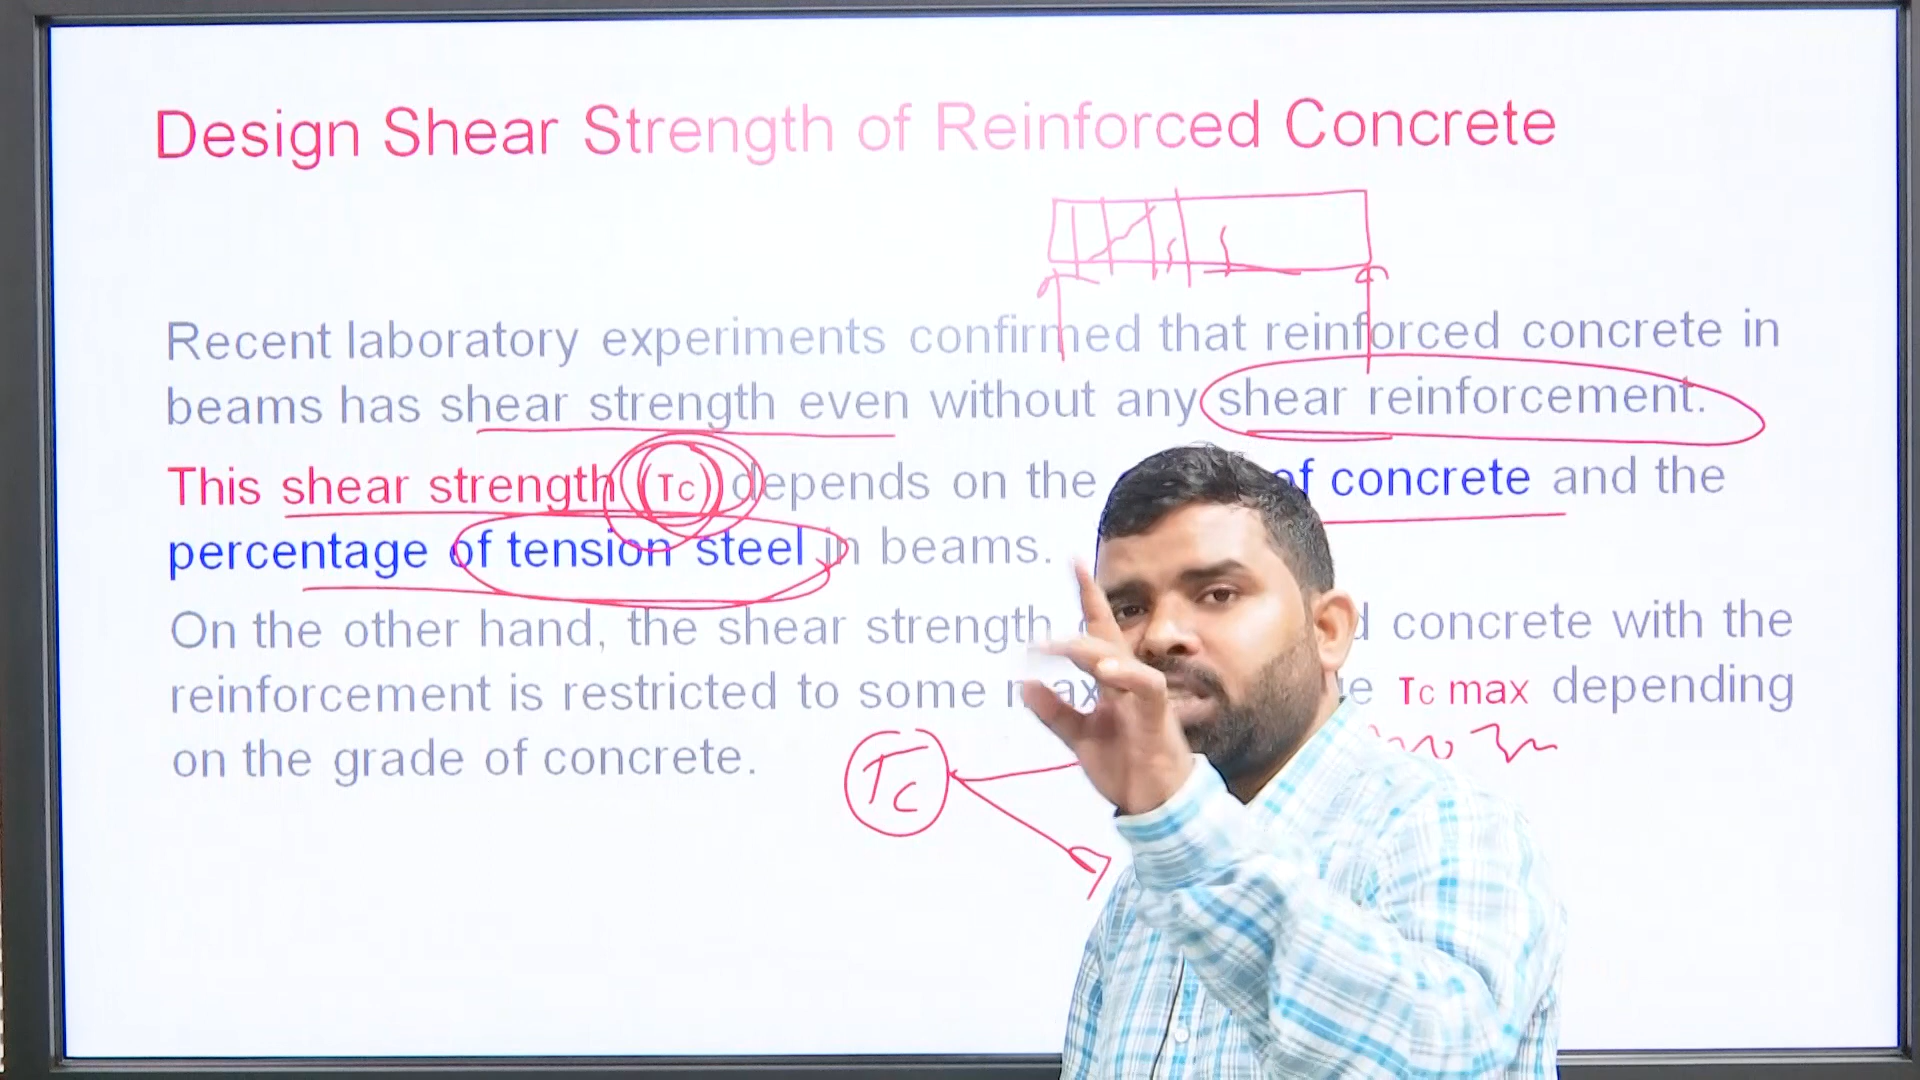 Design Shear Strength of Reinforced Concrete
Recent laboratory experiments confirmed that reinforced concrete in
beams has shear strength even without any shear reinforcement.
This shear strength (Tc) depends on the of concrete and the
percentage of tension steel in beams.
On the other hand, the shear strength concrete with the
reinforcement is restricted to some Tc max depending
on the grade of concrete.
Tc